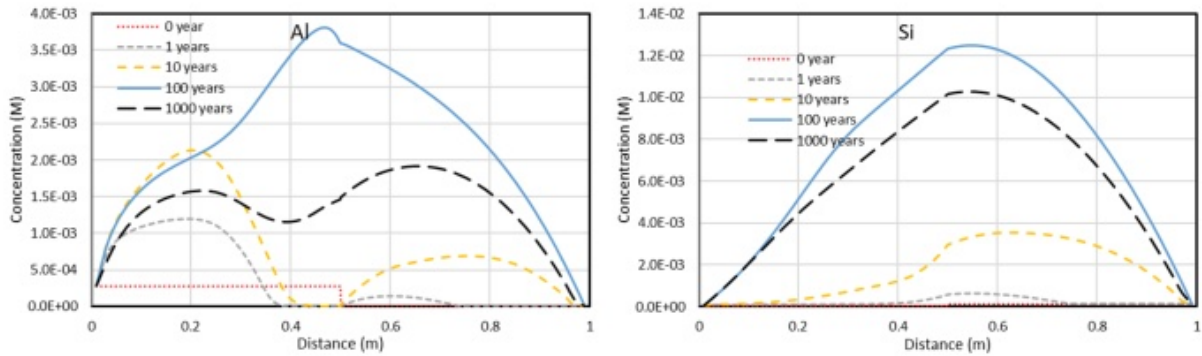 4.0E-03
3.5E-03
3.0E-03
2.5E-03
2.0E-03
1.5E-03
1.0E-03
5.0E-04
0.0E+00
Concentration (M)
Al
0 year
1 years
10 years
100 years
1000 years
0
0.2
0.4
0.6
0.8
1
Distance (m)
1.4E-02
1.2E-02
1.0E-02
8.0E-03
6.0E-03
4.0E-03
2.0E-03
0.0E+00
Concentration (M)
Si
0 year
1 years
10 years
100 years
1000 years
0
0.2
0.4
0.6
0.8
1
Distance (m)